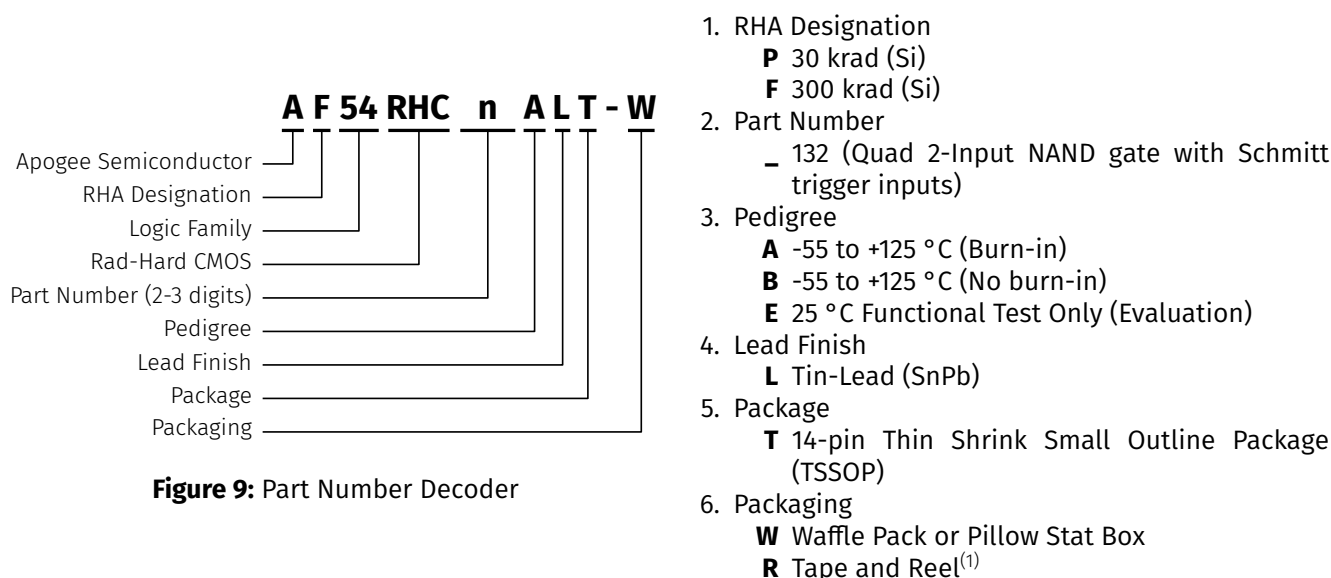 A F 54 RHC n A L T - W
Apogee Semiconductor
RHA Designation
Logic Family
Rad-Hard CMOS
Part Number (2-3 digits)
Pedigree
Lead Finish
Package
Packaging
Figure 9: Part Number Decoder
1. RHA Designation
P 30 krad (Si)
F 300 krad (Si)
2. Part Number
_ 132 (Quad 2-Input NAND gate with Schmitt
trigger inputs)
3. Pedigree
A -55 to +125 °C (Burn-in)
B -55 to +125 °C (No burn-in)
E 25 °C Functional Test Only (Evaluation)
4. Lead Finish
L Tin-Lead (SnPb)
5. Package
T 14-pin Thin Shrink Small Outline Package
(TSSOP)
6. Packaging
W Waffle Pack or Pillow Stat Box
R Tape and Reel(1)